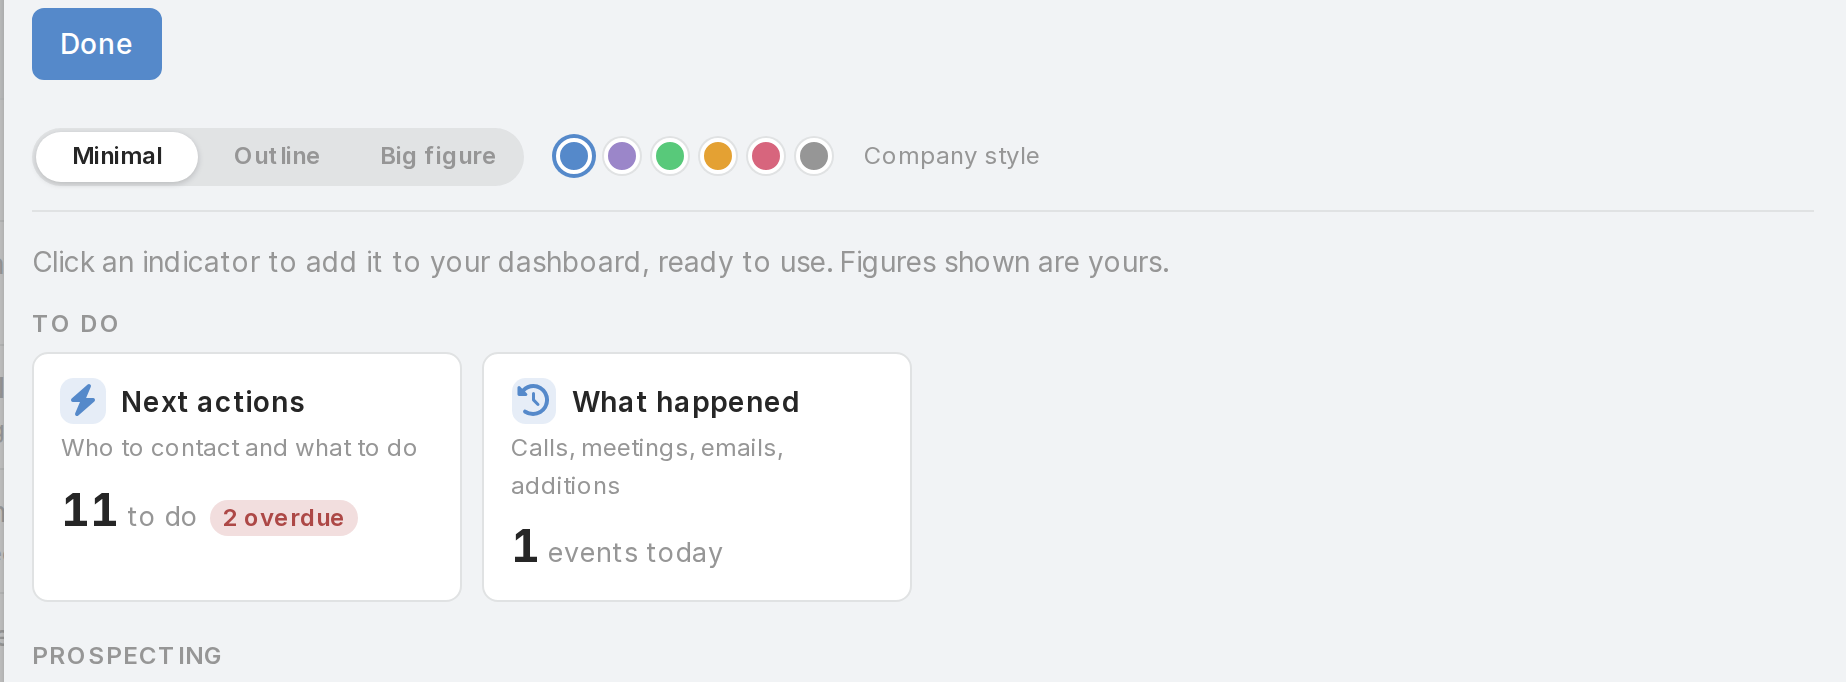 Done
Minimal Outline Big figure Company style
Click an indicator to add it to your dashboard, ready to use. Figures shown are yours.
TO DO
Next actions
Who to contact and what to do
11 to do 2 overdue
What happened
Calls, meetings, emails,
additions
1 events today
PROSPECTING